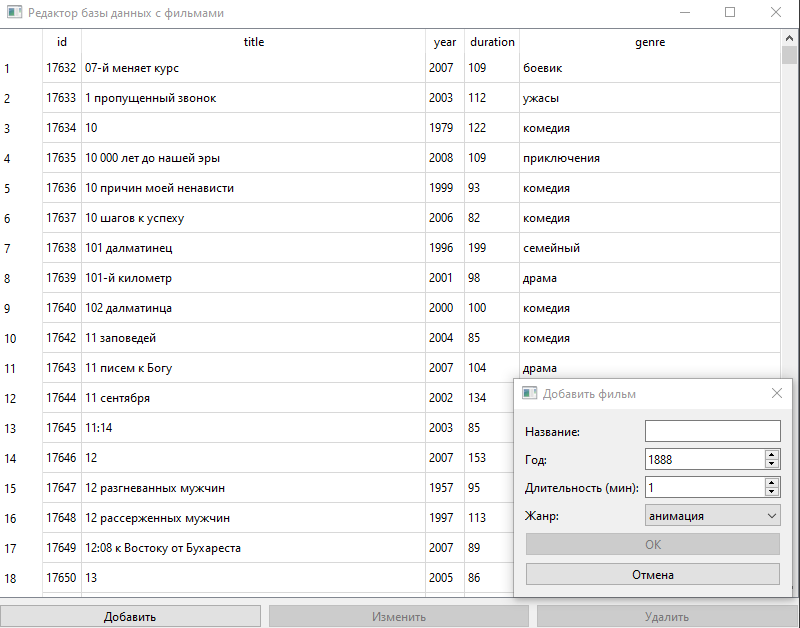 Редактор базы данных с фильмами
id title year duration genre
1 17632 07-й меняет курс 2007 109 боевик
2 17633 1 пропущенный звонок 2003 112 ужасы
3 17634 10 1979 122 комедия
4 17635 10 000 лет до нашей эры 2008 109 приключения
5 17636 10 причин моей ненависти 1999 93 комедия
6 17637 10 шагов к успеху 2006 82 комедия
7 17638 101 далматинец 1996 199 семейный
8 17639 101-й километр 2001 98 драма
9 17640 102 далматинца 2000 100 комедия
10 17642 11 заповедей 2004 85 комедия
11 17643 11 писем к Богу 2007 104 драма
12 17644 11 сентября 2002 134
13 17645 11:14 2003 85
14 17646 12 2007 153
15 17647 12 разгневанных мужчин 1957 95
16 17648 12 рассерженных мужчин 1997 113
17 17649 12:08 к Востоку от Бухареста 2007 89
18 17650 13 2005 86
Добавить фильм
Название:
Год: 1888
Длительность (мин): 1
Жанр: анимация
OK
Отмена
Добавить Изменить Удалить